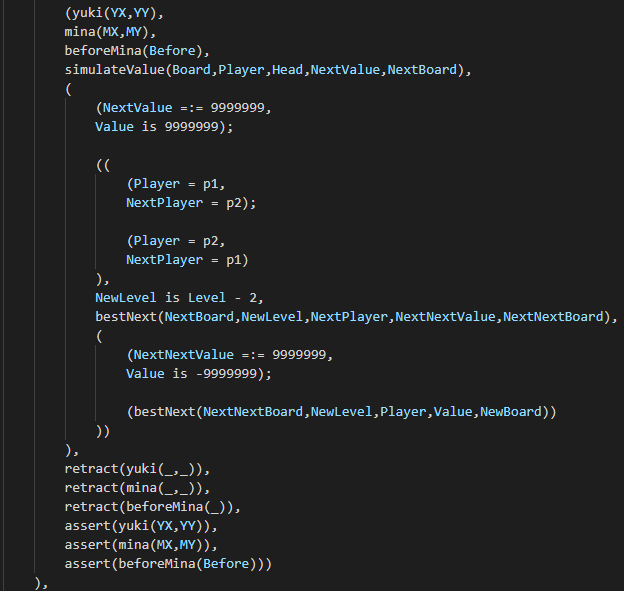 (yuki(YX,YY),
mina(MX,MY),
beforeMina(Before),
simulateValue(Board,Player,Head,NextValue,NextBoard),
(
(NextValue =:= 9999999,
Value is 9999999);
((
(Player = p1,
NextPlayer = p2);
(Player = p2,
NextPlayer = p1)
),
NewLevel is Level - 2,
bestNext(NextBoard,NewLevel,NextPlayer,NextNextValue,NextNextBoard),
(
(NextNextValue =:= 9999999,
Value is -9999999);
(bestNext(NextNextBoard,NewLevel,Player,Value,NewBoard))
))
),
retract(yuki(_,_)),
retract(mina(_,_)),
retract(beforeMina(_)),
assert(yuki(YX,YY)),
assert(mina(MX,MY)),
assert(beforeMina(Before)))
),